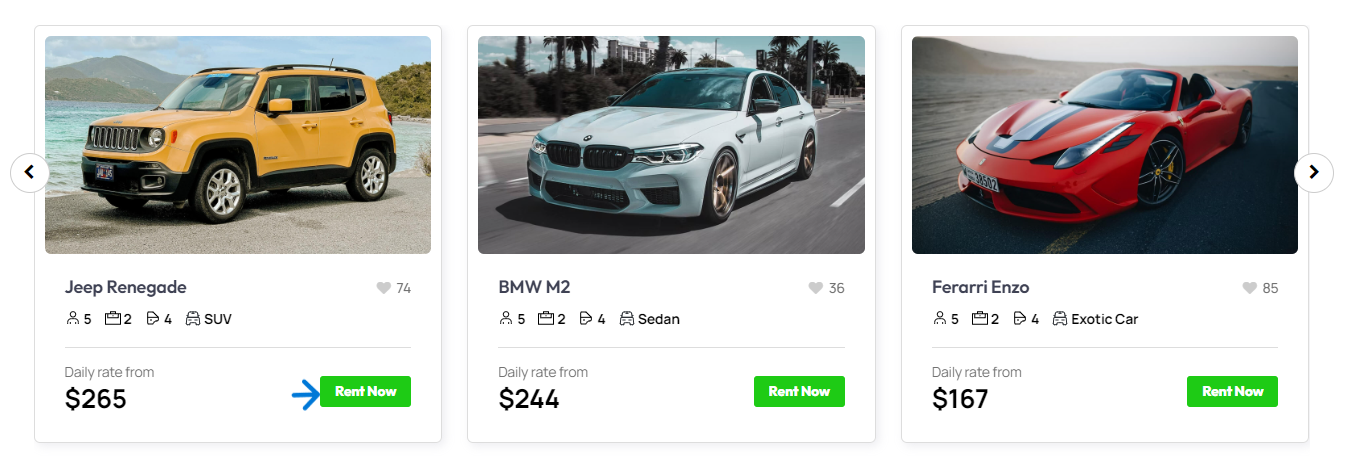 Jeep Renegade 74
5 2 4 SUV
Daily rate from
$265 Rent Now
BMW M2 36
5 2 4 Sedan
Daily rate from
$244 Rent Now
38502
Ferarri Enzo 85
5 2 4 Exotic Car
Daily rate from
$167 Rent Now